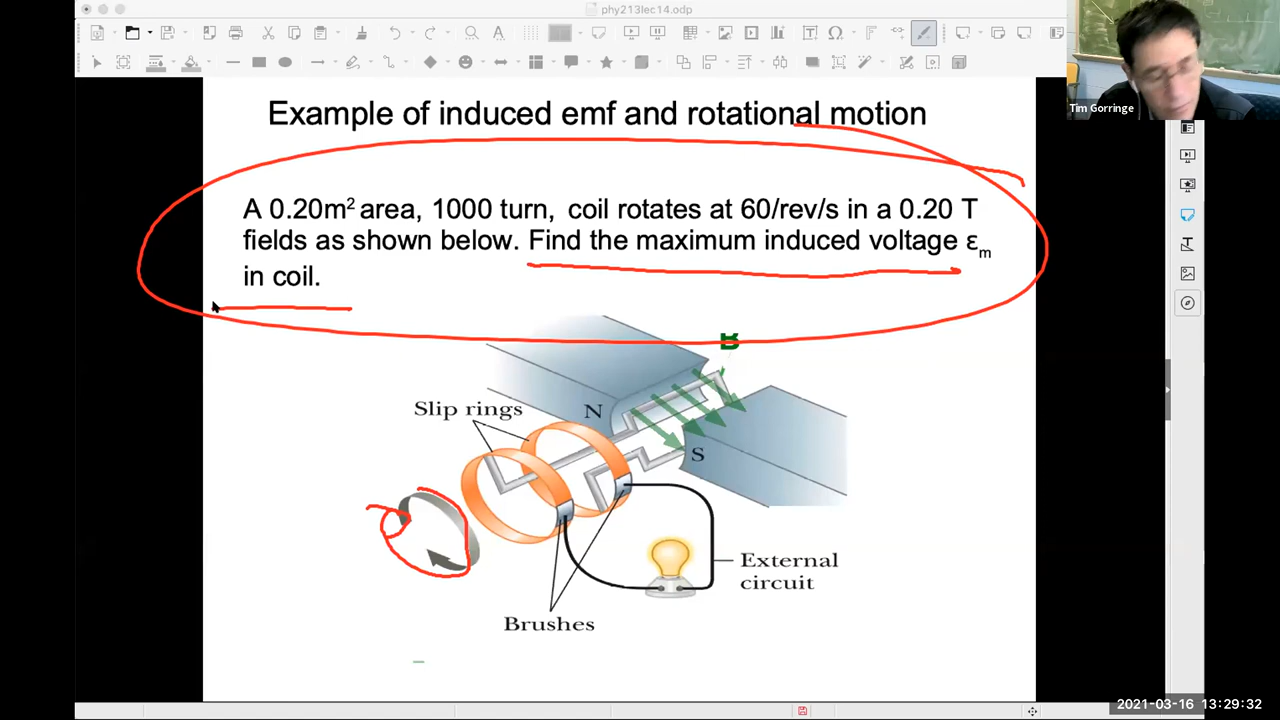 phy213lec14.odp
Tim Gorringe
Example of induced emf and rotational motion
A 0.20m² area, 1000 turn, coil rotates at 60/rev/s in a 0.20 T
fields as shown below. Find the maximum induced voltage εm
in coil.
B
Slip rings
N
S
External
circuit
Brushes
2021-03-16 13:29:32